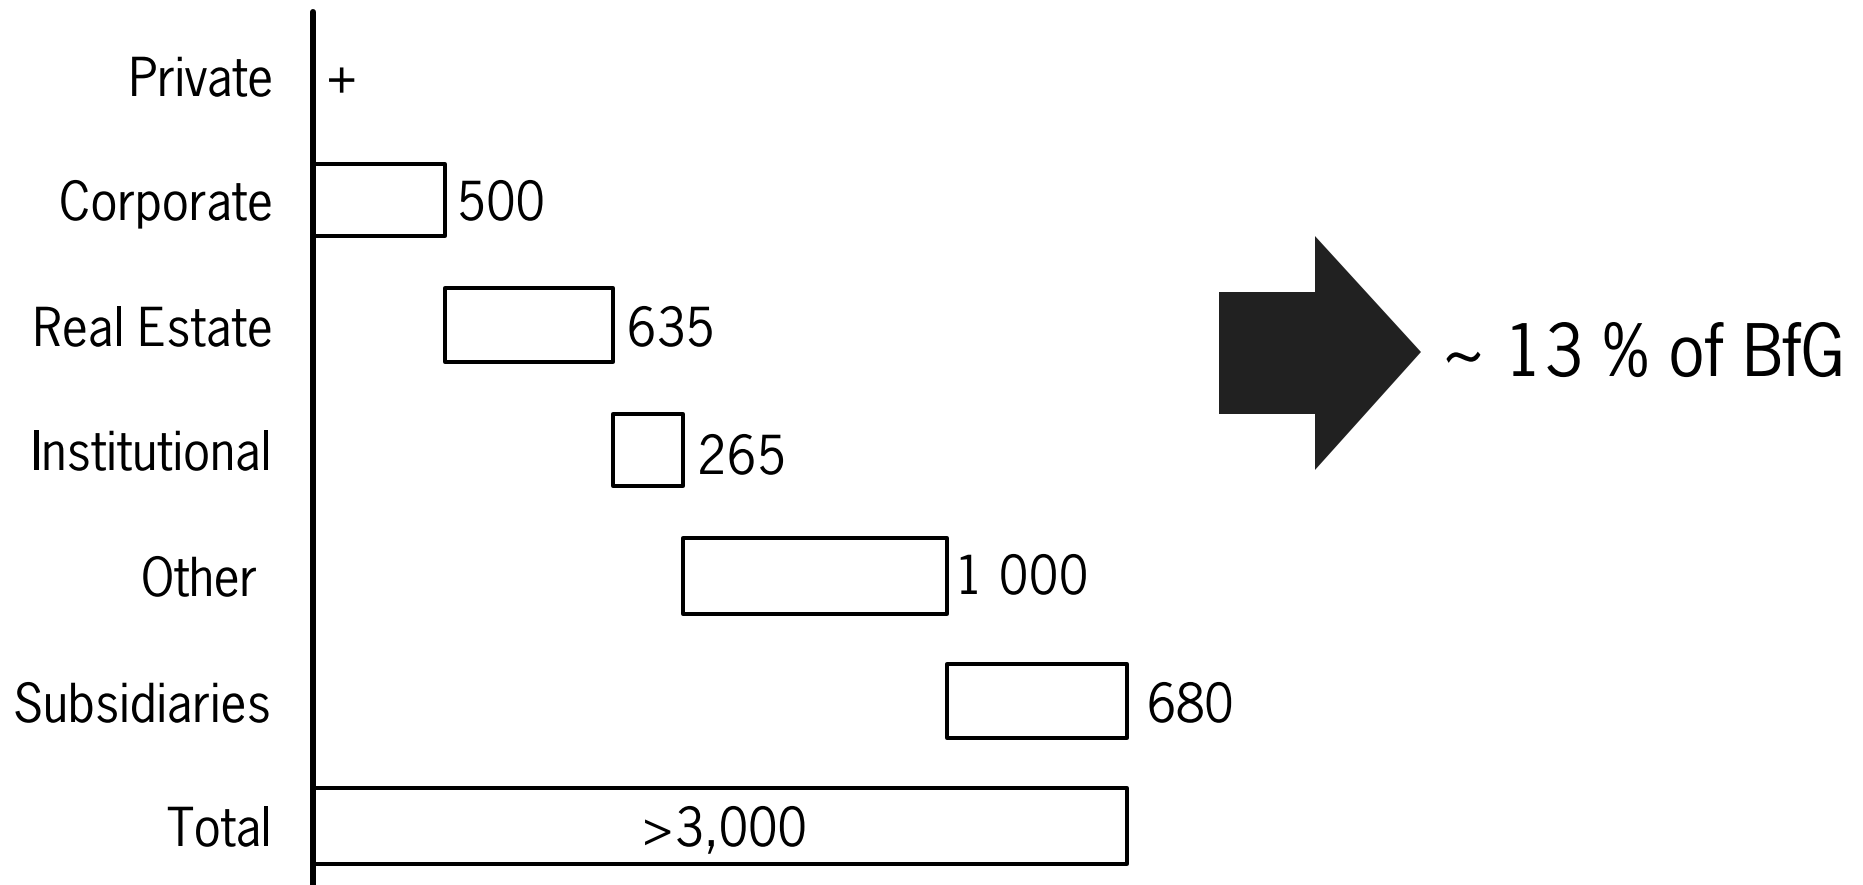 Private +
Corporate 500
Real Estate 635
~ 13 % of BfG
Institutional 265
Other 1 000
Subsidiaries 680
Total >3,000